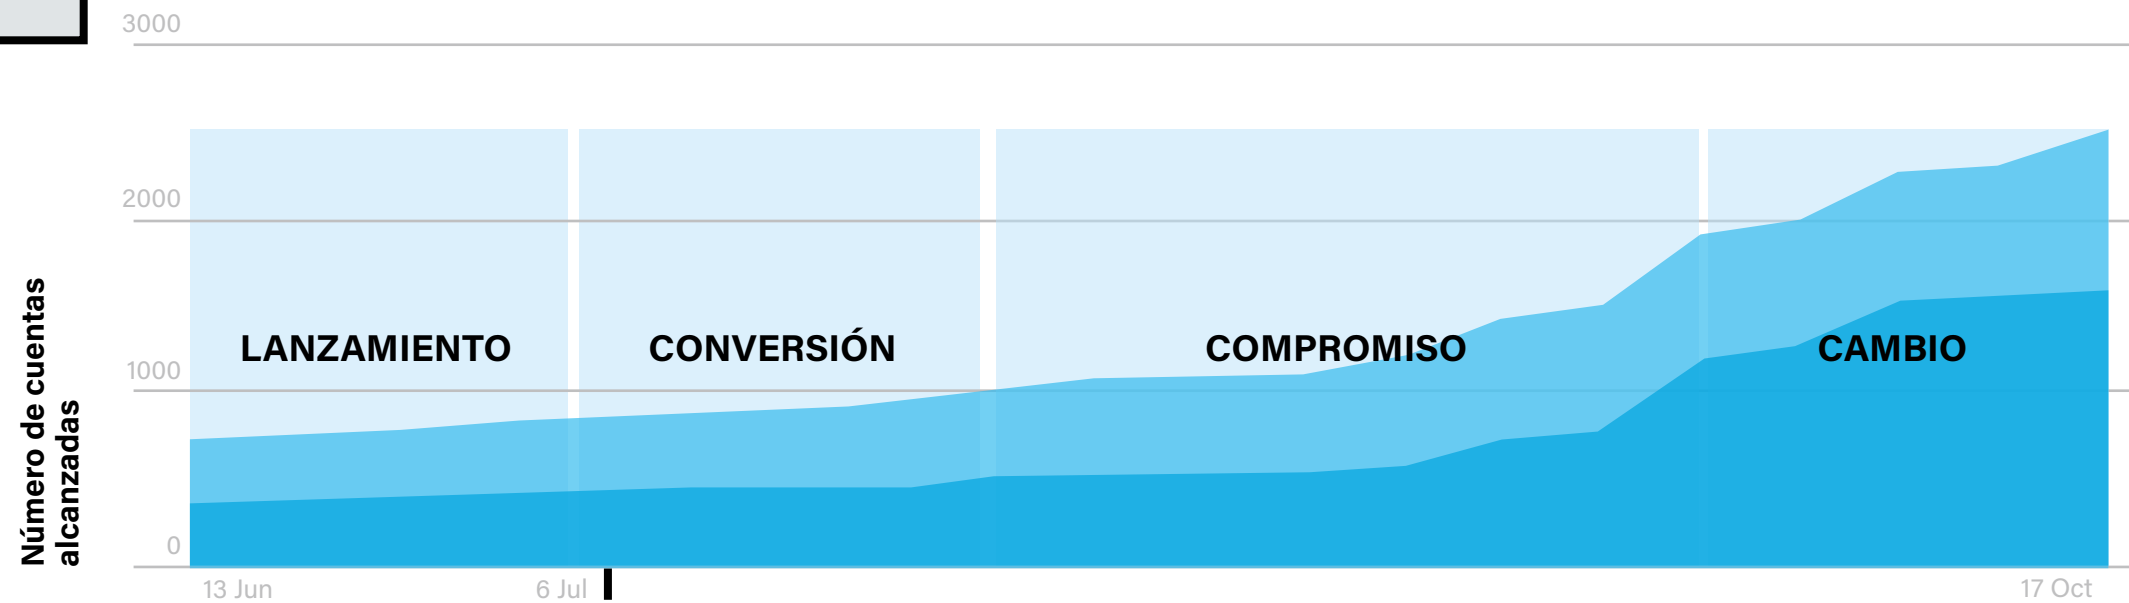 3000
2000
1000
0
Número de cuentas
alcanzadas
LANZAMIENTO
CONVERSIÓN
COMPROMISO
CAMBIO
13 Jun
6 Jul
17 Oct